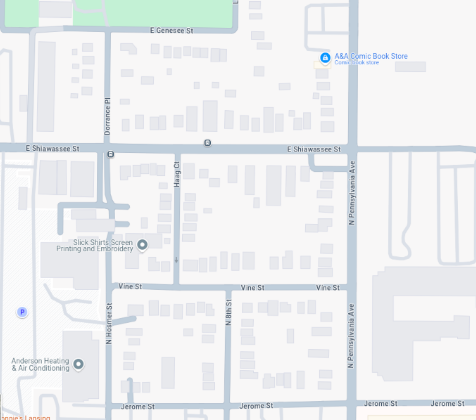 E Genesee St
A&A Comic Book Store
Comic book store
Dorrance Pl
E Shiawassee St
E Shiawassee St
Haag Ct
N Pennsylvania Ave
Slick Shirts Screen
Printing and Embroidery
Vine St
Vine St
Vine St
N Hosmer St
N 8th St
N Pennsylvania Ave
P
Anderson Heating
& Air Conditioning
Jerome St
Jerome St
Jerome St
Jerome St
Lansing